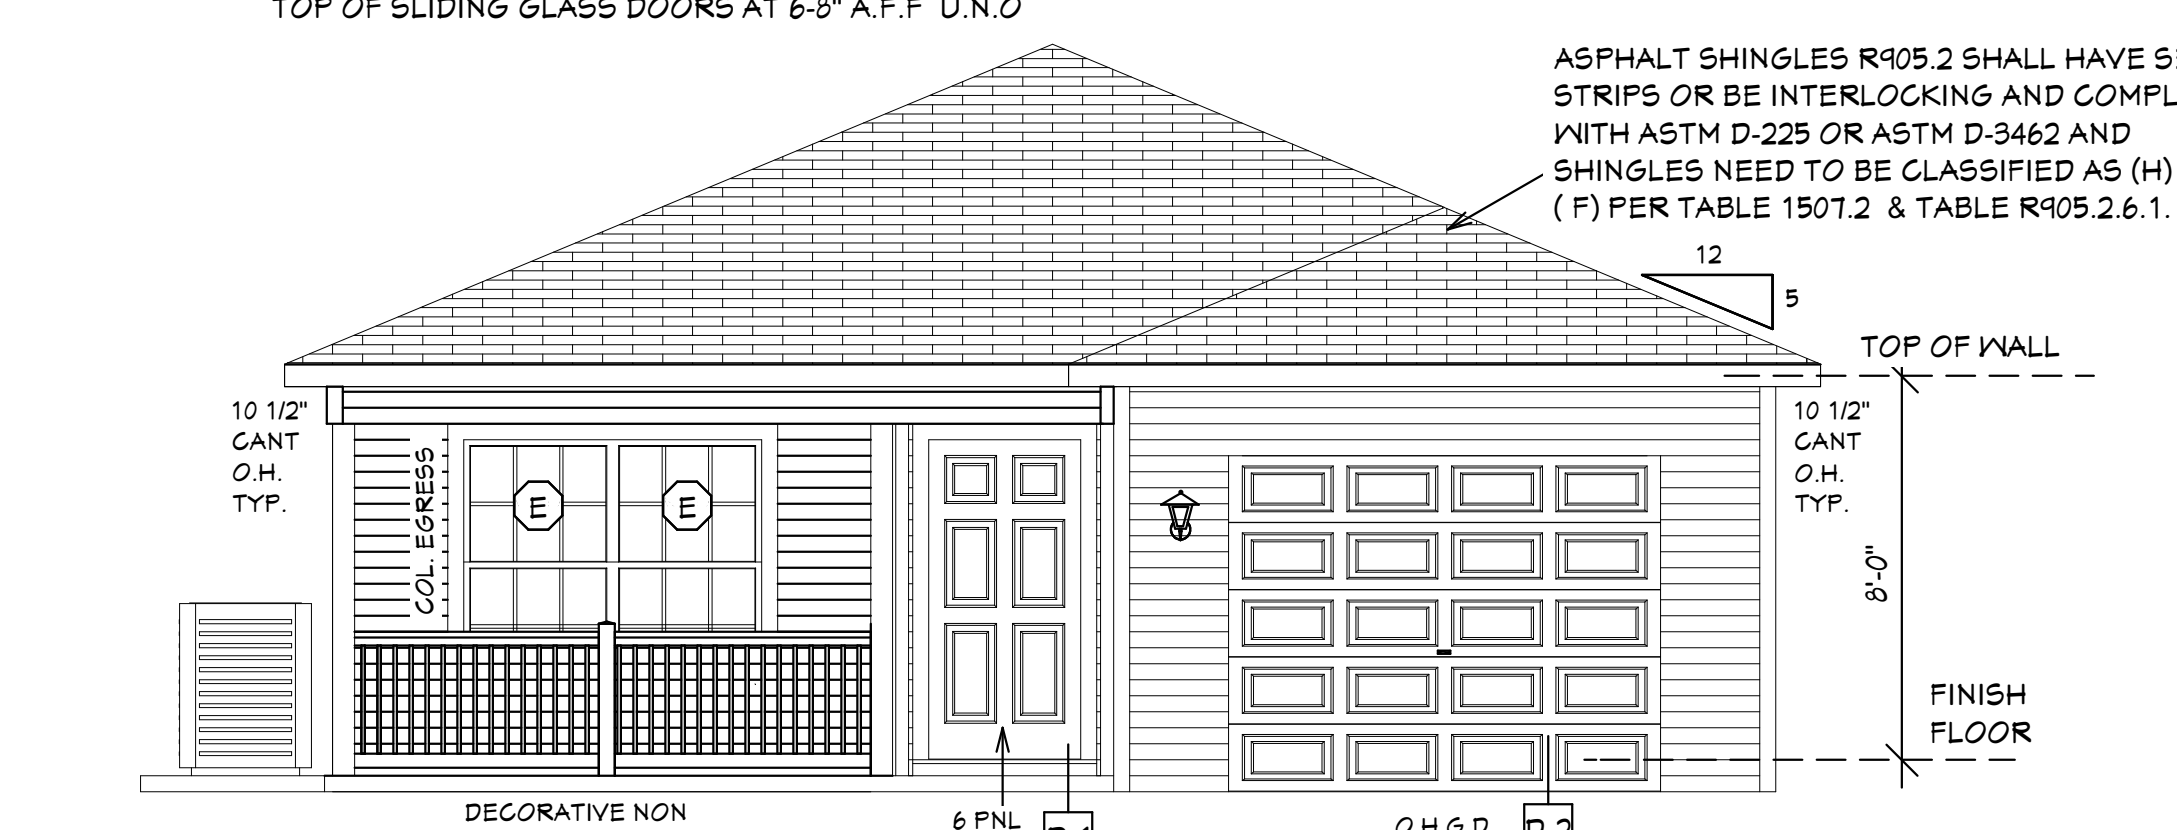 TOP OF SLIDING GLASS DOORS AT 6-8" A.F.F U.N.O
ASPHALT SHINGLES R905.2 SHALL HAVE
STRIPS OR BE INTERLOCKING AND
WITH ASTM D-225 OR ASTM D-3462 AND
SHINGLES NEED TO BE CLASSIFIED AS (H)
( F) PER TABLE 1507.2 & TABLE R905.2.6.1.
12
5
TOP OF WALL
10 1/2"
CANT
O.H.
TYP.
COL. EGRESS
E
E
10 1/2"
CANT
O.H.
TYP.
8'-0"
FINISH
FLOOR
DECORATIVE NON
6 PNL
O.H.G.D.